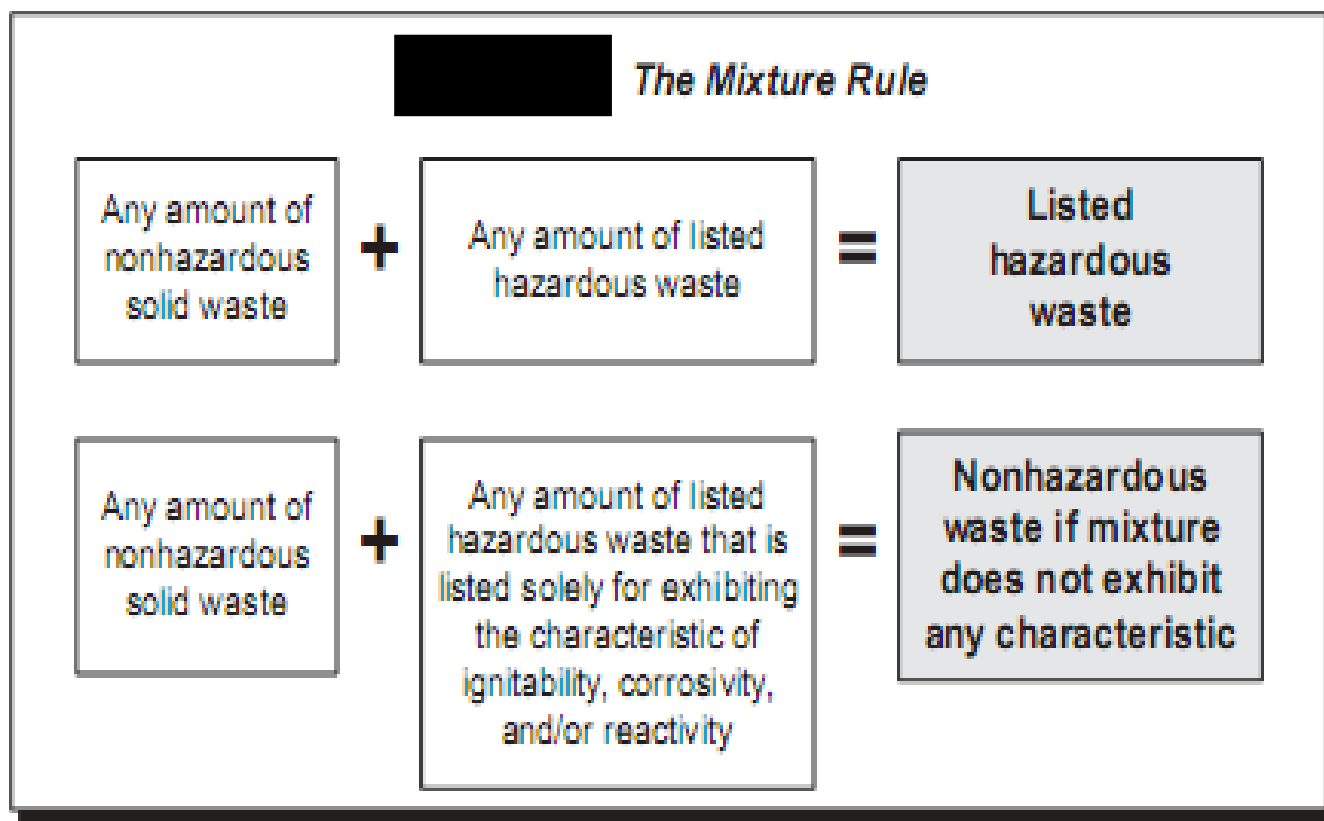 The Mixture Rule
Any amount of
nonhazardous
solid waste
+
Any amount of listed
hazardous waste
=
Listed
hazardous
waste
Any amount of
nonhazardous
solid waste
+
Any amount of listed
hazardous waste that is
listed solely for exhibiting
the characteristic of
ignitability, corrosivity,
and/or reactivity
=
Nonhazardous
waste if mixture
does not exhibit
any characteristic